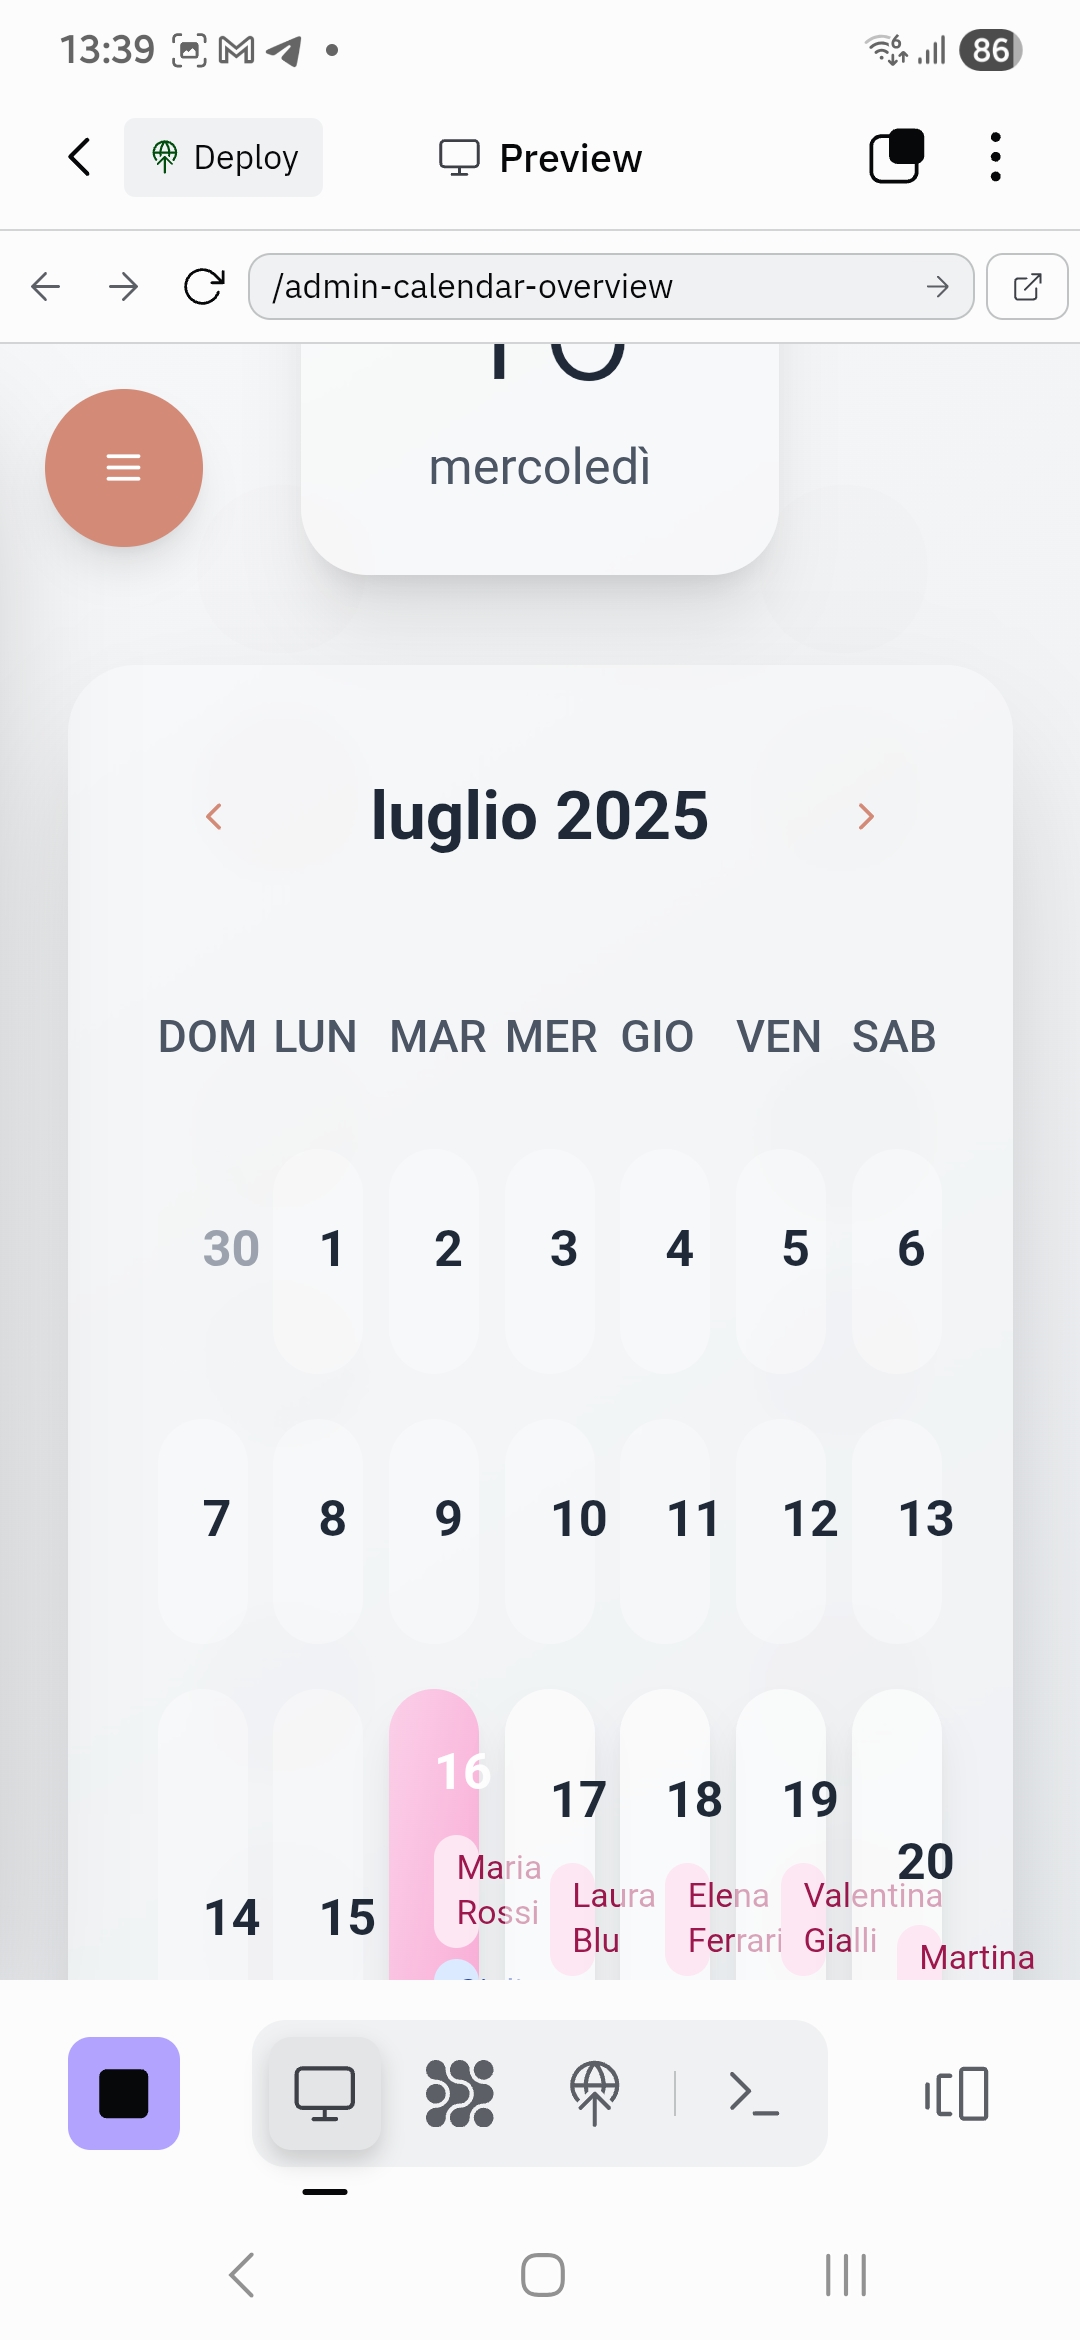 13:39
6
86
Deploy
Preview
/admin-calendar-overview
mercoledì
luglio 2025
DOM LUN MAR MER GIO VEN SAB
30 1 2 3 4 5 6
7 8 9 10 11 12 13
14 15 16 17 18 19 20
Maria
Rossi
Laura
Blu
Elena
Ferrari
Valentina
Gialli
Martina